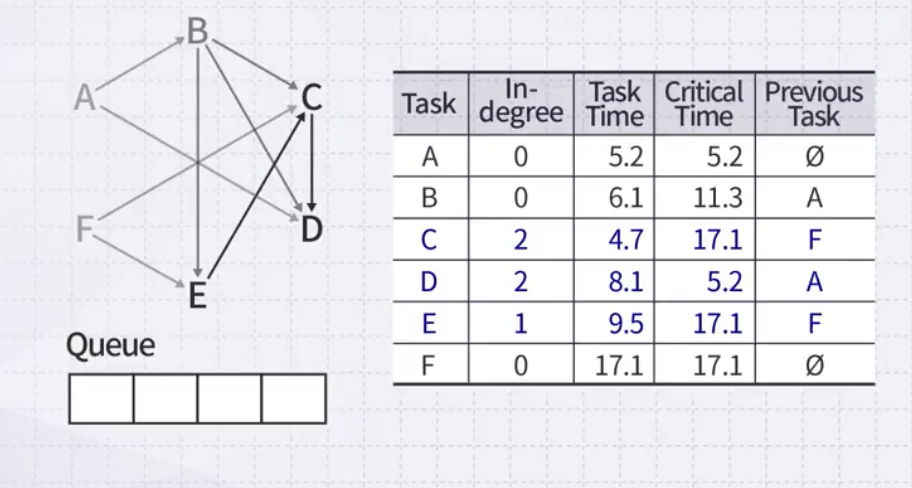 B
A
C
F
D
E
Queue
Task In-degree Task Time Critical Time Previous Task
A 0 5.2 5.2 Ø
B 0 6.1 11.3 A
C 2 4.7 17.1 F
D 2 8.1 5.2 A
E 1 9.5 17.1 F
F 0 17.1 17.1 Ø